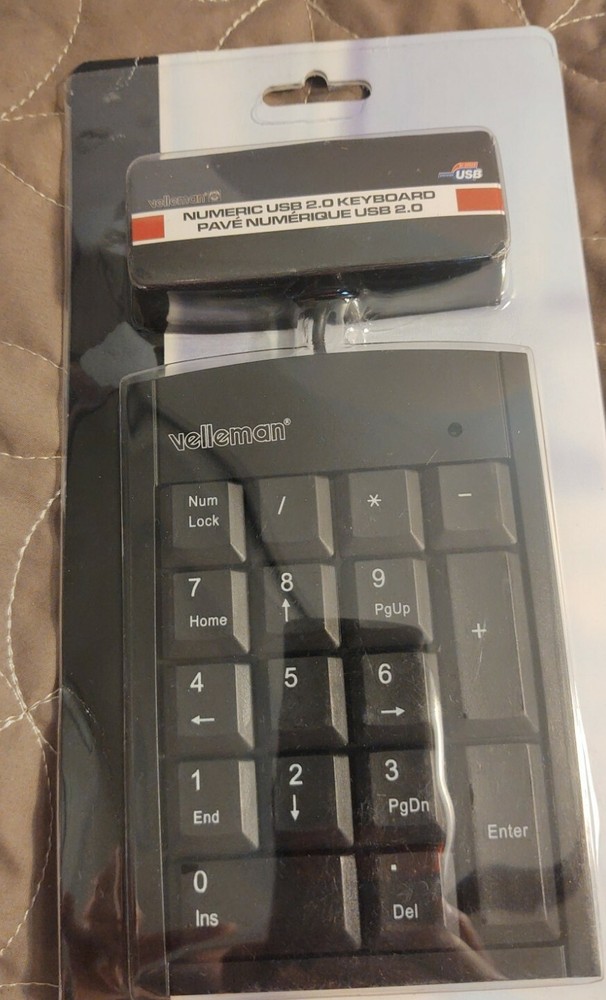 velleman®
USB
NUMERIC USB 2.0 KEYBOARD
PAVÉ NUMÉRIQUE USB 2.0
velleman®
Num
Lock
/
*
-
7
Home
8
↑
9
PgUp
+
4
←
5
6
→
1
End
2
↓
3
PgDn
Enter
0
Ins
.
Del